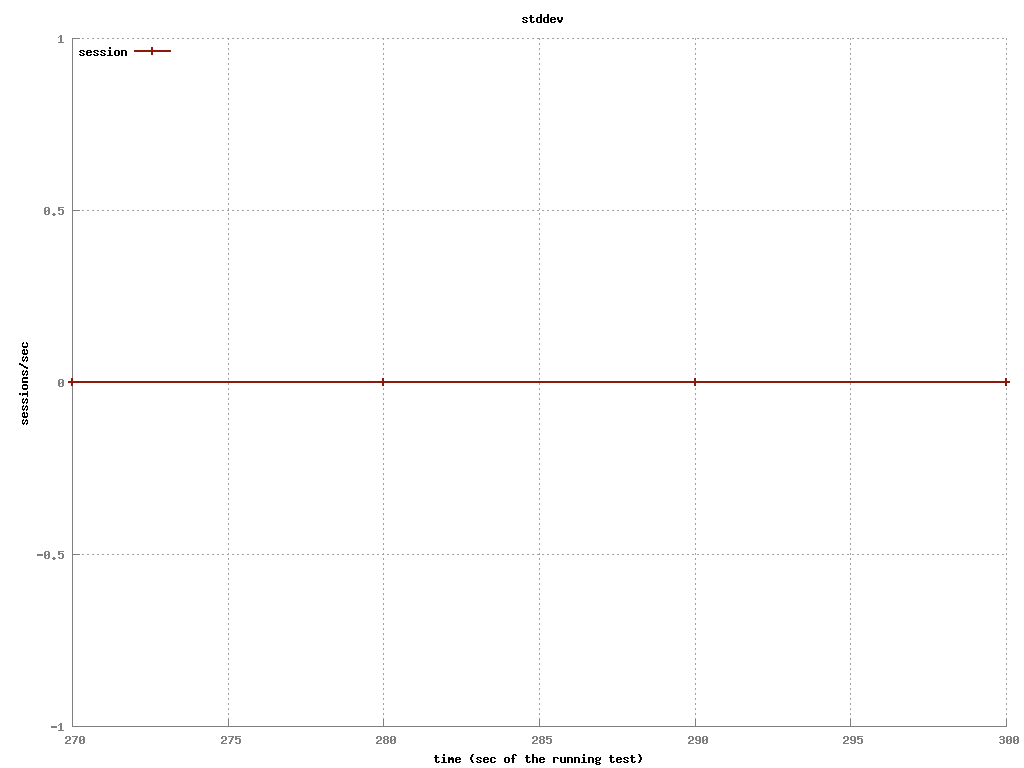 stddev
1
session
0.5
sessions/sec
0
-0.5
-1
270 275 280 285 290 295 300
time (sec of the running test)